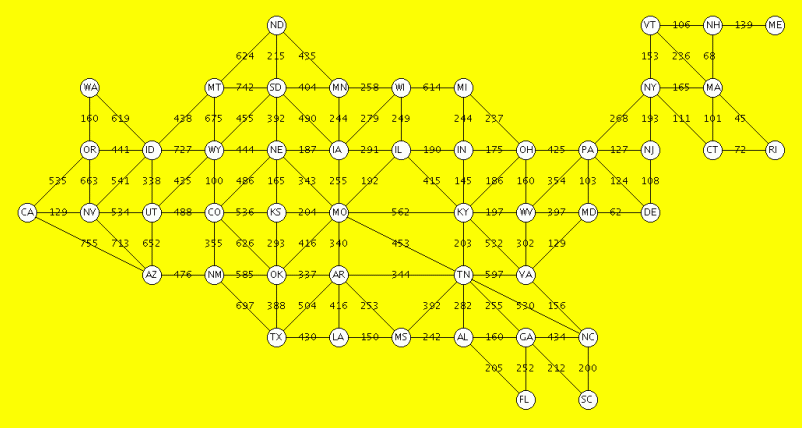 ND VT 106 NH 139 ME
624 215 435 153 236 68
WA MT 742 SD 404 MN 258 WI 614 MI NY 165 MA
160 619 438 675 455 392 490 244 279 249 244 237 268 193 111 101 45
OR 441 ID 727 WY 444 NE 187 IA 291 IL 190 IN 175 OH 425 PA 127 NJ CT 72 RI
535 663 541 338 435 100 486 165 343 255 192 415 145 186 160 354 103 124 108
CA 129 NV 534 UT 488 CO 536 KS 204 MO 562 KY 197 WV 397 MD 62 DE
755 713 652 355 626 293 416 340 453 203 532 302 129
AZ 476 NM 585 OK 337 AR 344 TN 597 VA
697 388 504 416 253 392 282 255 530 156
TX 430 LA 150 MS 242 AL 160 GA 434 NC
205 252 212 200
FL SC